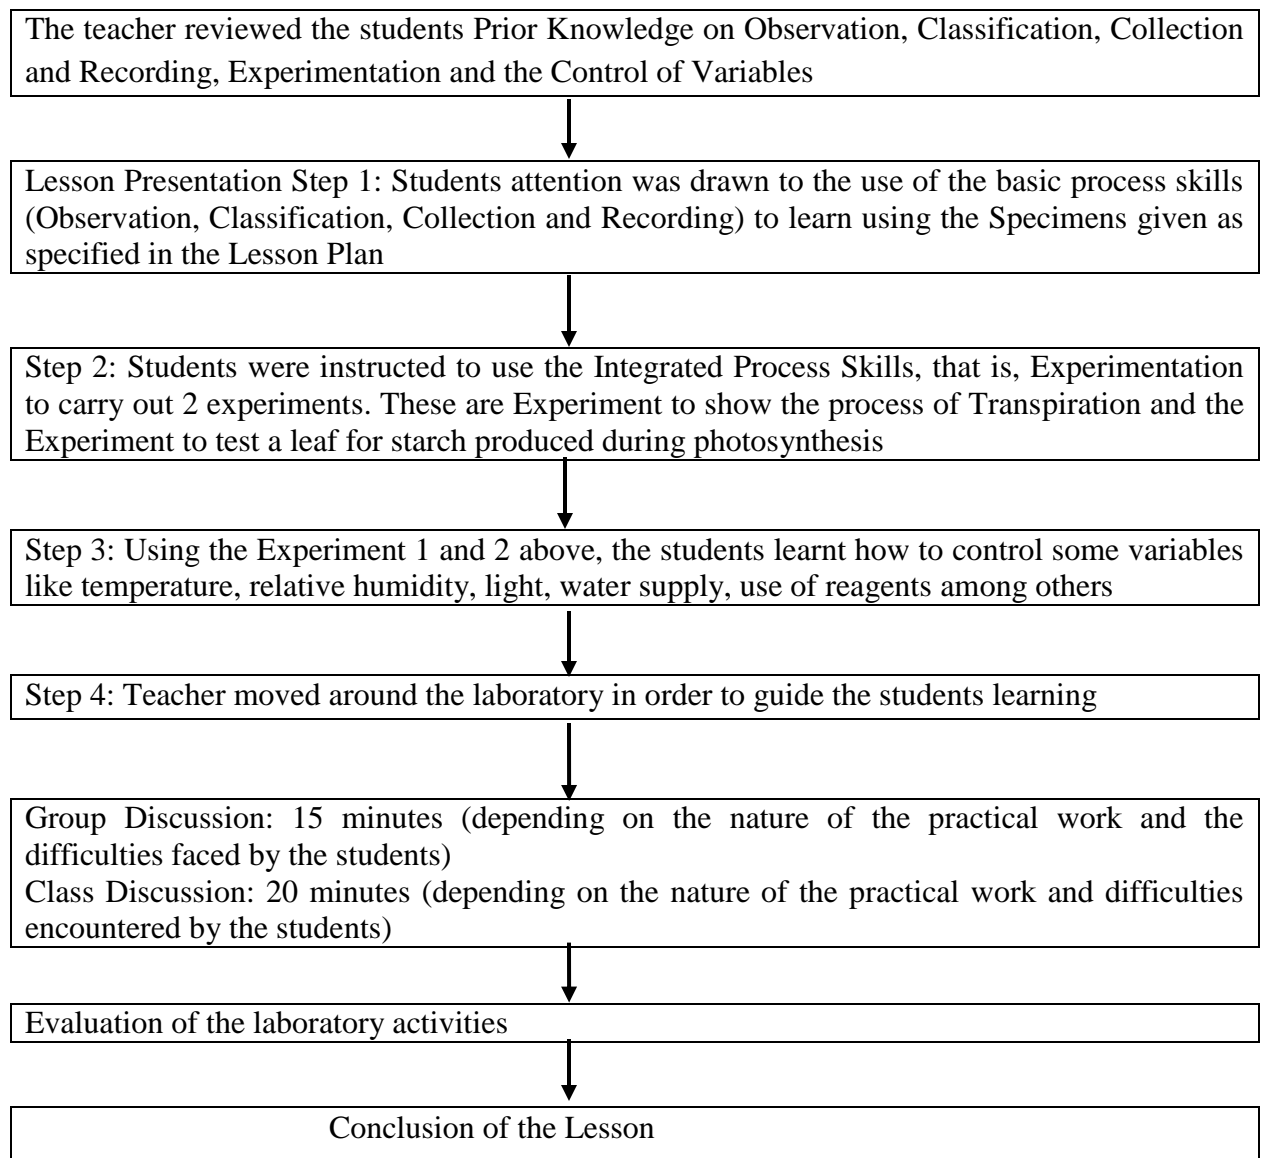 The teacher reviewed the students Prior Knowledge on Observation, Classification, Collection
and Recording, Experimentation and the Control of Variables
Lesson Presentation Step 1: Students attention was drawn to the use of the basic process skills
(Observation, Classification, Collection and Recording) to learn using the Specimens given as
specified in the Lesson Plan
Step 2: Students were instructed to use the Integrated Process Skills, that is, Experimentation
to carry out 2 experiments. These are Experiment to show the process of Transpiration and the
Experiment to test a leaf for starch produced during photosynthesis
Step 3: Using the Experiment 1 and 2 above, the students learnt how to control some variables
like temperature, relative humidity, light, water supply, use of reagents among others
Step 4: Teacher moved around the laboratory in order to guide the students learning
Group Discussion: 15 minutes (depending on the nature of the practical work and the
difficulties faced by the students)
Class Discussion: 20 minutes (depending on the nature of the practical work and difficulties
encountered by the students)
Evaluation of the laboratory activities
Conclusion of the Lesson